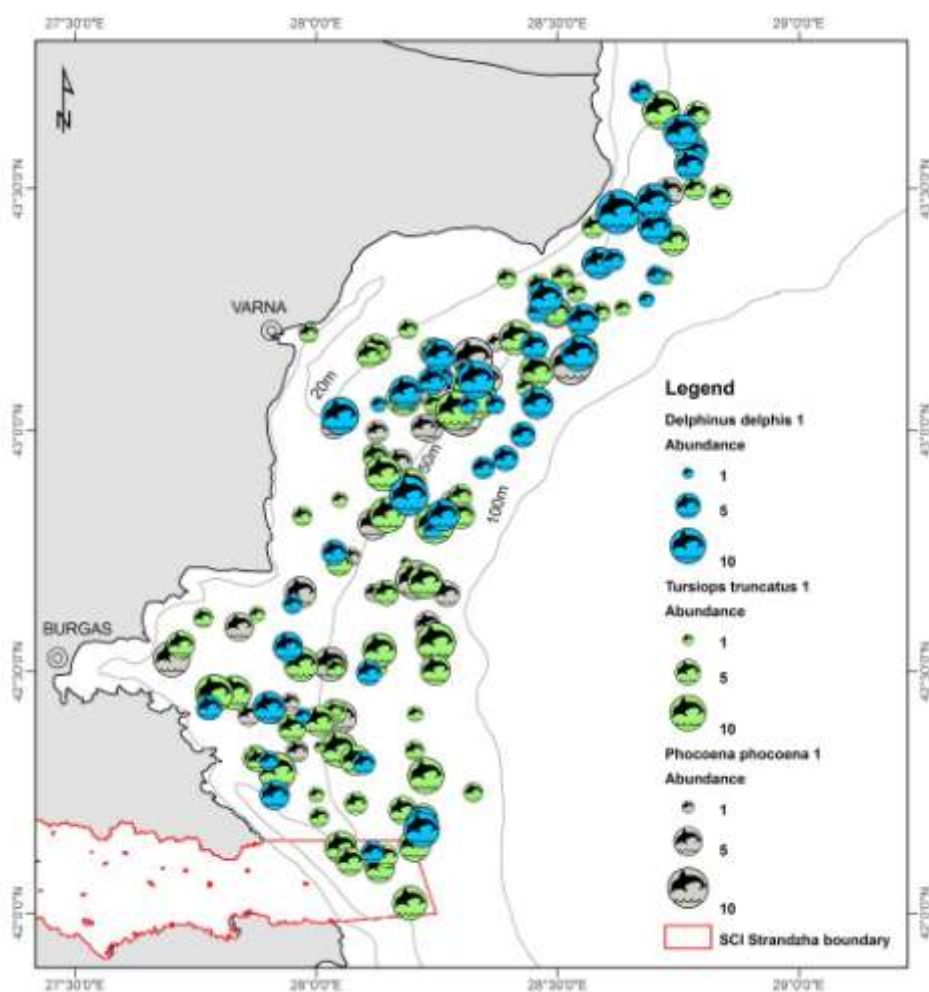 27°30'0"E 28°0'0"E 28°30'0"E 29°0'0"E
N
43°30'0"N 43°30'0"N
VARNA
20m
Legend
Delphinus delphis 1
Abundance
1
5
10
43°0'0"N 43°0'0"N
50m
100m
Tursiops truncatus 1
Abundance
1
5
10
BURGAS
42°30'0"N 42°30'0"N
Phocoena phocoena 1
Abundance
1
5
10
SCI Strandzha boundary
42°0'0"N 42°0'0"N
27°30'0"E 28°0'0"E 28°30'0"E 29°0'0"E